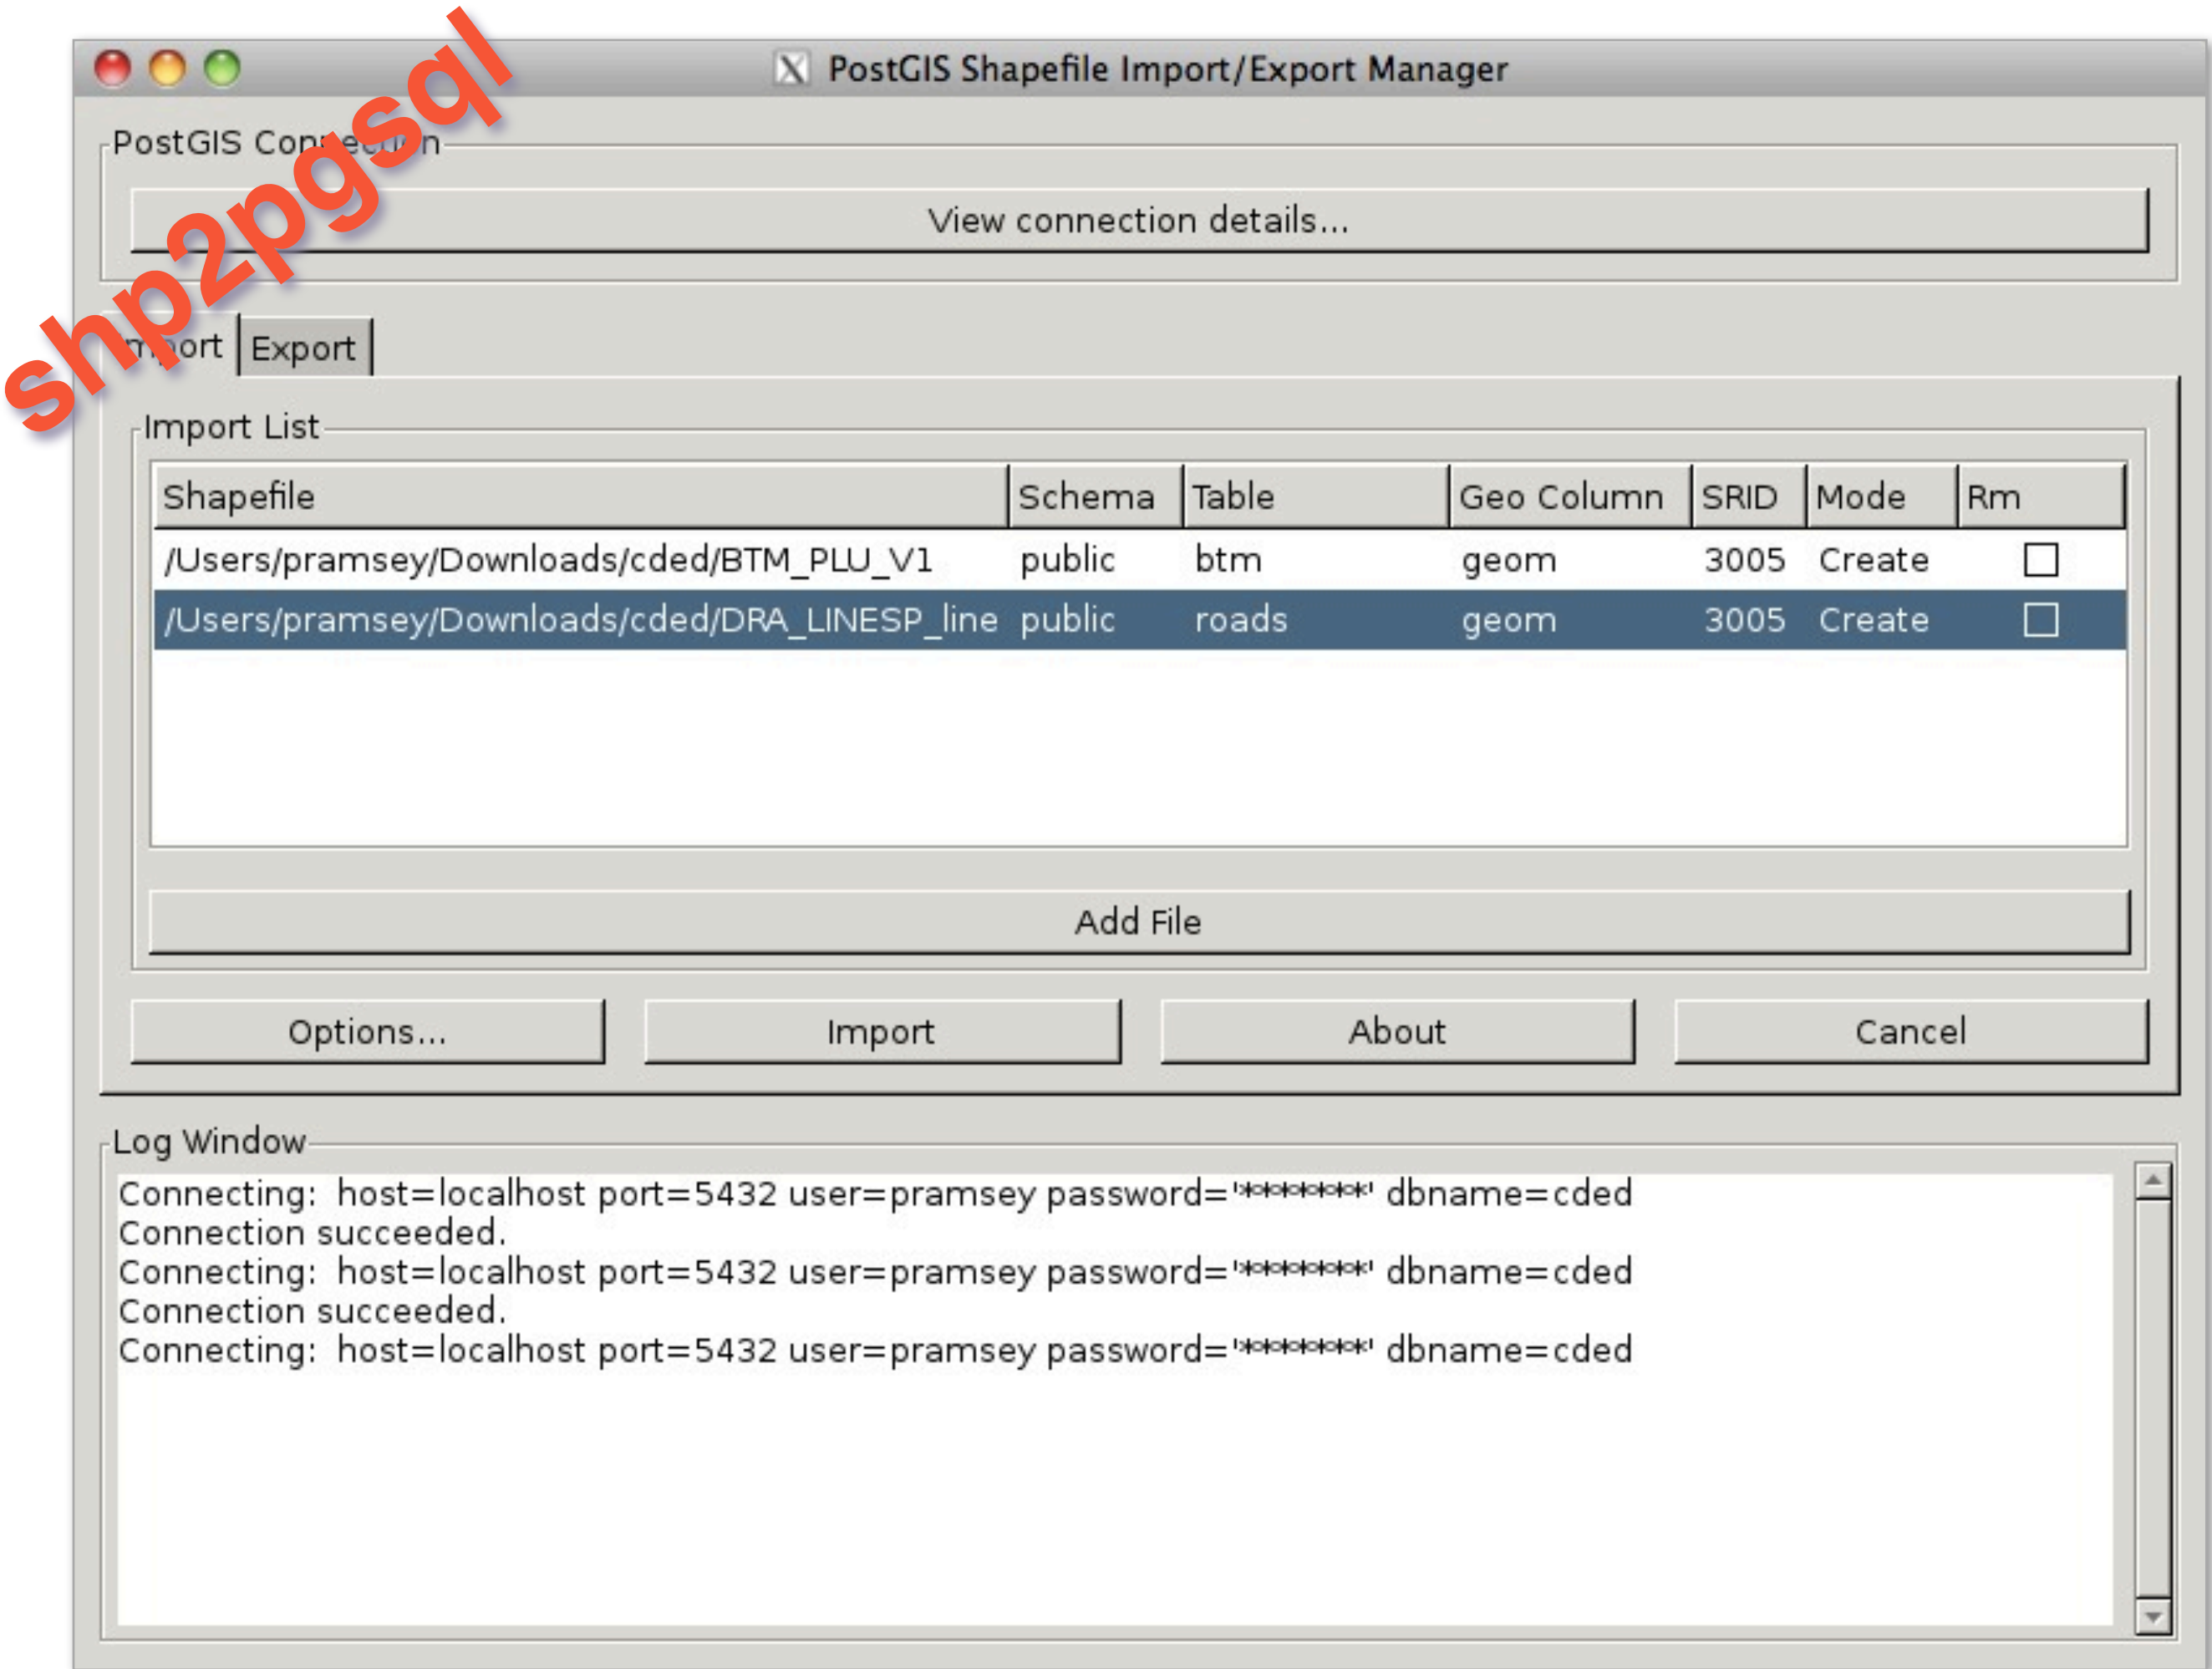 PostGIS Shapefile Import/Export Manager
shp2pgsql
PostGIS Connection
View connection details...
Import
Export
Import List
Shapefile Schema Table Geo Column SRID Mode Rm
/Users/pramsey/Downloads/cded/BTM_PLU_V1 public btm geom 3005 Create
/Users/pramsey/Downloads/cded/DRA_LINESP_line public roads geom 3005 Create
Add File
Options... Import About Cancel
Log Window
Connecting: host=localhost port=5432 user=pramsey password='********' dbname=cded
Connection succeeded.
Connecting: host=localhost port=5432 user=pramsey password='********' dbname=cded
Connection succeeded.
Connecting: host=localhost port=5432 user=pramsey password='********' dbname=cded